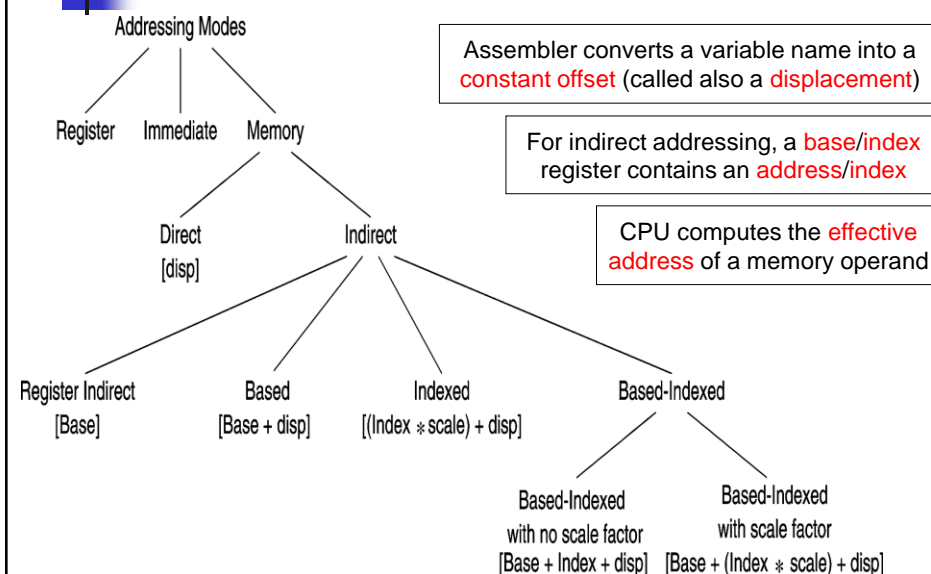 Addressing Modes
Assembler converts a variable name into a
constant offset (called also a displacement)
Register Immediate Memory
For indirect addressing, a base/index
register contains an address/index
Direct
[disp]
Indirect
CPU computes the effective
address of a memory operand
Register Indirect
[Base]
Based
[Base + disp]
Indexed
[(Index * scale) + disp]
Based-Indexed
Based-Indexed
with no scale factor
[Base + Index + disp]
Based-Indexed
with scale factor
[Base + (Index * scale) + disp]